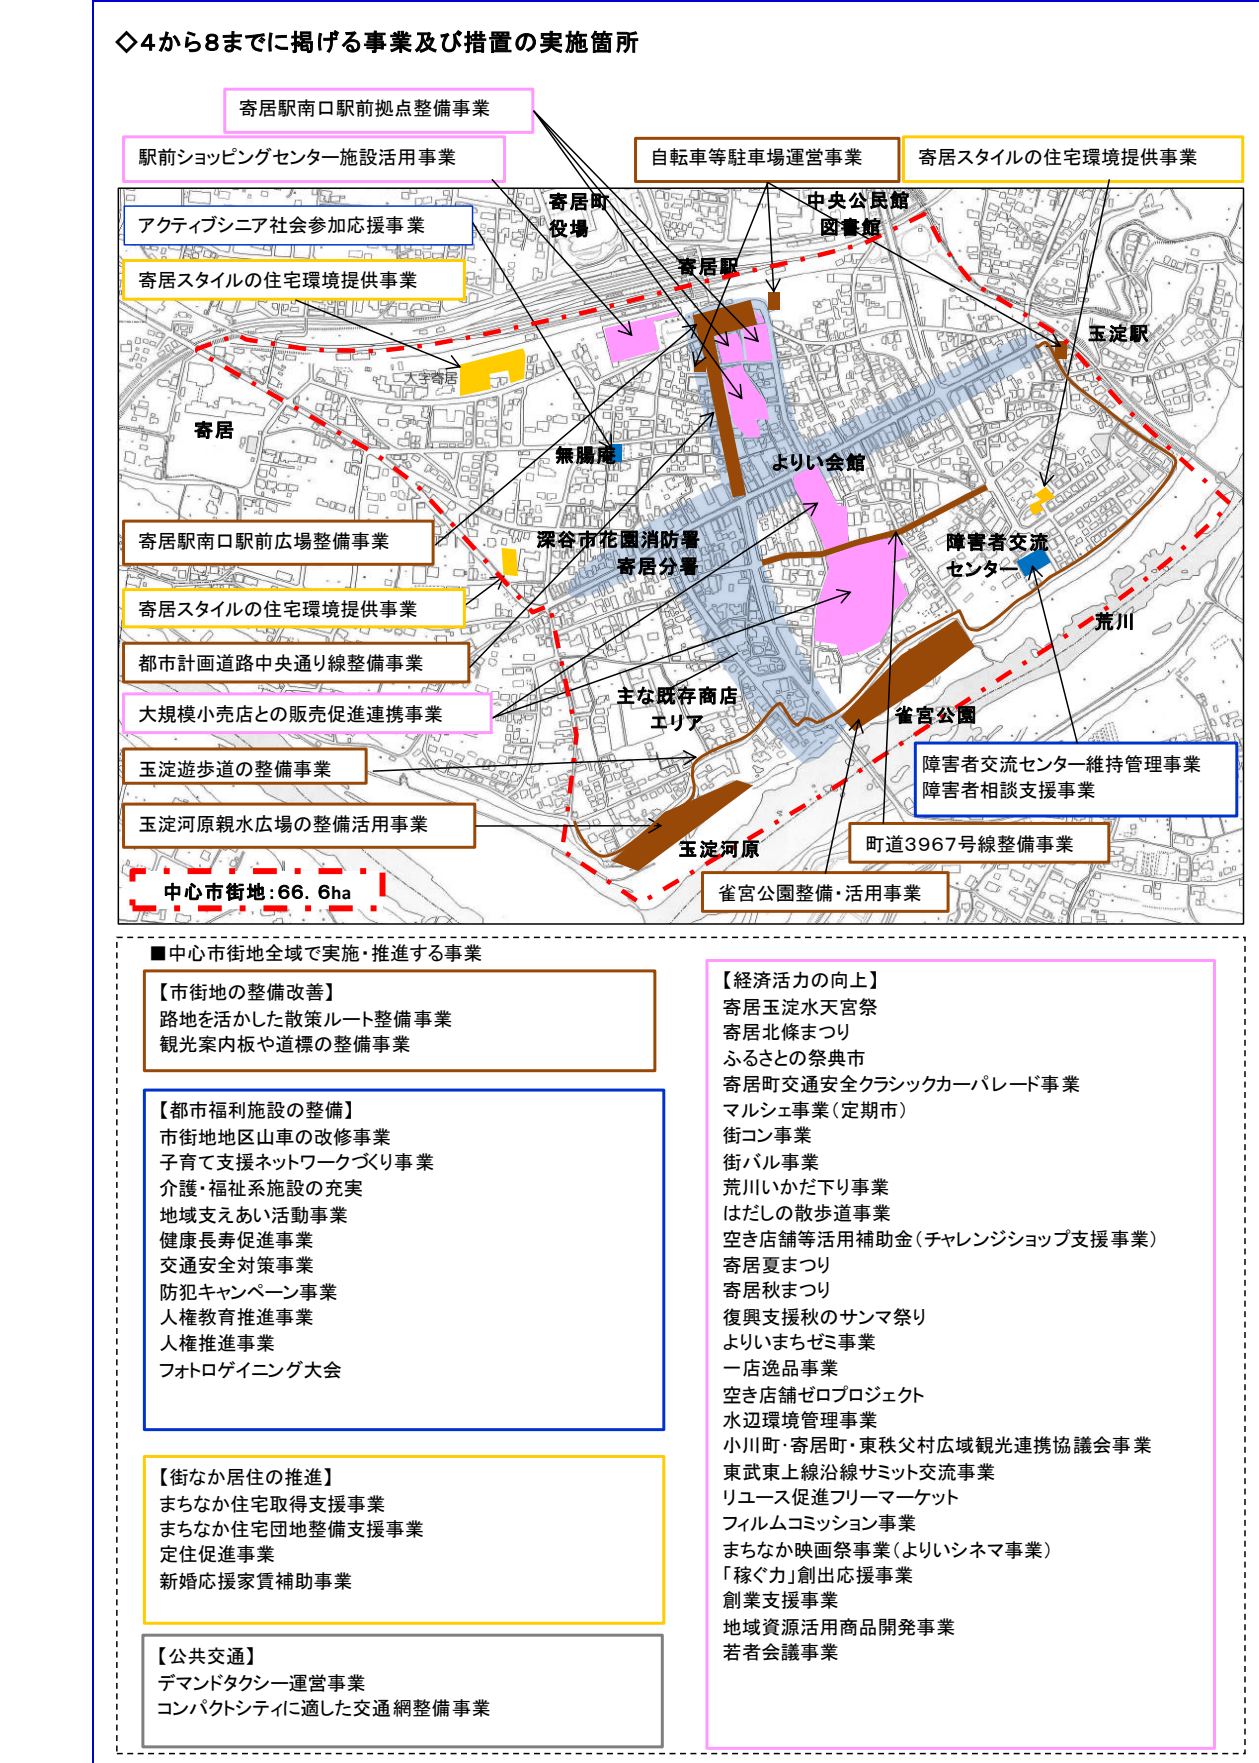 ◇4から8までに掲げる事業及び措置の実施箇所
寄居駅南口駅前拠点整備事業
駅前ショッピングセンター施設活用事業
自転車等駐車場運営事業
寄居スタイルの住宅環境提供事業
寄居町
役場
中央公民館
図書館
アクティブシニア社会参加応援事業
寄居駅
寄居スタイルの住宅環境提供事業
玉淀駅
大字寄居
寄居
無腸庵
よりい会館
寄居駅南口駅前広場整備事業
深谷市花園消防署
寄居分署
障害者交流
センター
寄居スタイルの住宅環境提供事業
荒川
都市計画道路中央通り線整備事業
大規模小売店との販売促進連携事業
主な既存商店
エリア
雀宮公園
玉淀遊歩道の整備事業
障害者交流センター維持管理事業
障害者相談支援事業
玉淀河原親水広場の整備活用事業
玉淀河原
町道3967号線整備事業
中心市街地:66.6ha
雀宮公園整備・活用事業
■中心市街地全域で実施・推進する事業
【市街地の整備改善】
路地を活かした散策ルート整備事業
観光案内板や道標の整備事業
【都市福利施設の整備】
市街地地区山車の改修事業
子育て支援ネットワークづくり事業
介護・福祉系施設の充実
地域支えあい活動事業
健康長寿促進事業
交通安全対策事業
防犯キャンペーン事業
人権教育推進事業
人権推進事業
フォトロゲイニング大会
【街なか居住の推進】
まちなか住宅取得支援事業
まちなか住宅団地整備支援事業
定住促進事業
新婚応援家賃補助事業
【公共交通】
デマンドタクシー運営事業
コンパクトシティに適した交通網整備事業
【経済活力の向上】
寄居玉淀水天宮祭
寄居北條まつり
ふるさとの祭典市
寄居町交通安全クラシックカーパレード事業
マルシェ事業(定期市)
街コン事業
街バル事業
荒川いかだ下り事業
はだしの散歩道事業
空き店舗等活用補助金(チャレンジショップ支援事業)
寄居夏まつり
寄居秋まつり
復興支援秋のサンマ祭り
よりいまちゼミ事業
一店逸品事業
空き店舗ゼロプロジェクト
水辺環境管理事業
小川町・寄居町・東秩父村広域観光連携協議会事業
東武東上線沿線サミット交流事業
リユース促進フリーマーケット
フィルムコミッション事業
まちなか映画祭事業(よりいシネマ事業)
「稼ぐ力」創出応援事業
創業支援事業
地域資源活用商品開発事業
若者会議事業